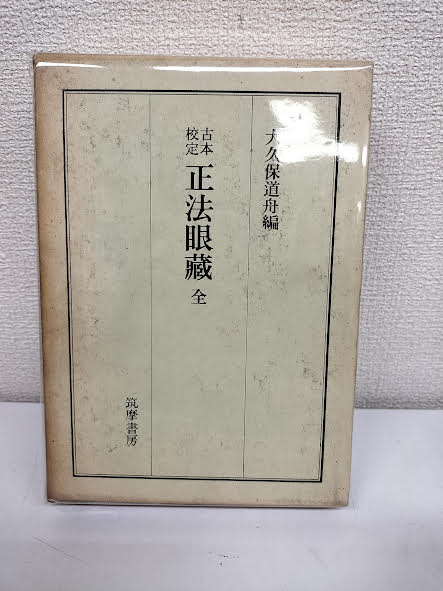 大久保道舟編
古本校定 正法眼藏 全
筑摩書房